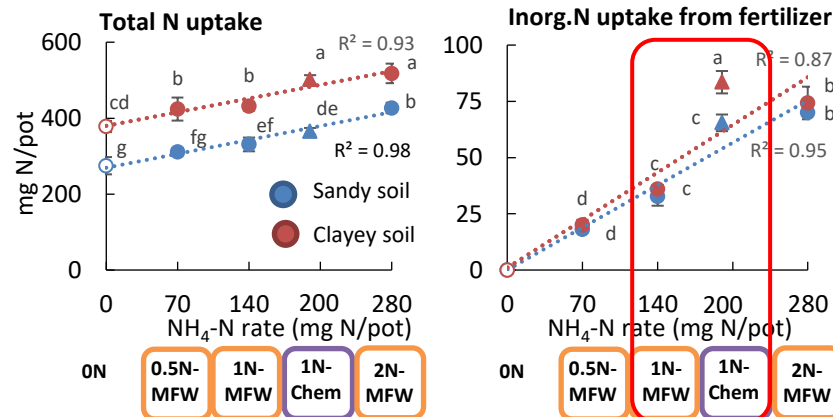 Total N uptake
600
400
200
0
mg N/pot
R² = 0.93
a
a
b
b
cd
de
b
ef
fg
g
R² = 0.98
Sandy soil
Clayey soil
0 70 140 200 280
NH₄-N rate (mg N/pot)
0N
0.5N-
MFW
1N-
MFW
1N-
Chem
2N-
MFW
Inorg.N uptake from fertilizer
100
75
50
25
0
a
R² = 0.87
b
b
c
c
c
d
d
R² = 0.95
0 70 140 200 280
NH₄-N rate (mg N/pot)
0N
0.5N-
MFW
1N-
MFW
1N-
Chem
2N-
MFW